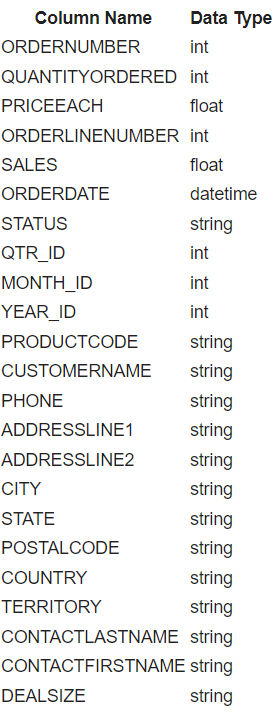 Column Name Data Type
ORDERNUMBER int
QUANTITYORDERED int
PRICEEACH float
ORDERLINENUMBER int
SALES float
ORDERDATE datetime
STATUS string
QTR_ID int
MONTH_ID int
YEAR_ID int
PRODUCTCODE string
CUSTOMERNAME string
PHONE string
ADDRESSLINE1 string
ADDRESSLINE2 string
CITY string
STATE string
POSTALCODE string
COUNTRY string
TERRITORY string
CONTACTLASTNAME string
CONTACTFIRSTNAME string
DEALSIZE string